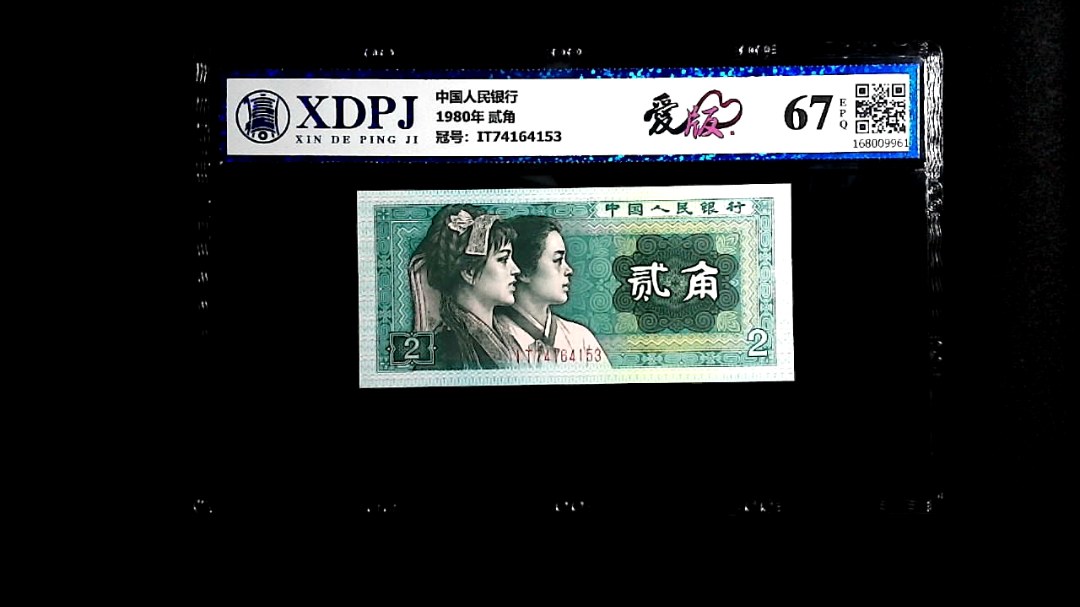 XDPJ
XIN DE PING JI
中国人民银行
1980年 贰角
冠号：IT74164153
爱版
67
EPQ
168009961
中国人民银行
贰角
2
IT74164153
2